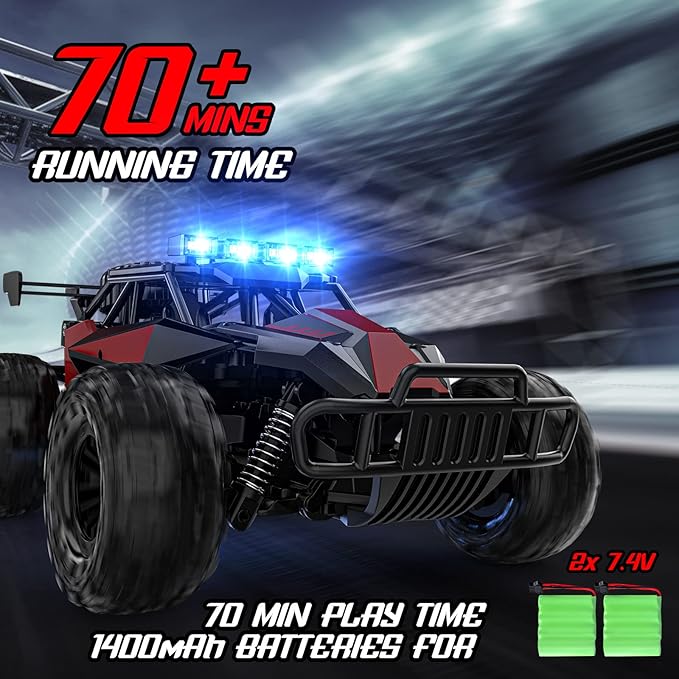 70+
MINS
RUNNING TIME
2x 7.4V
70 MIN PLAY TIME
1400mAh BATTERIES FOR